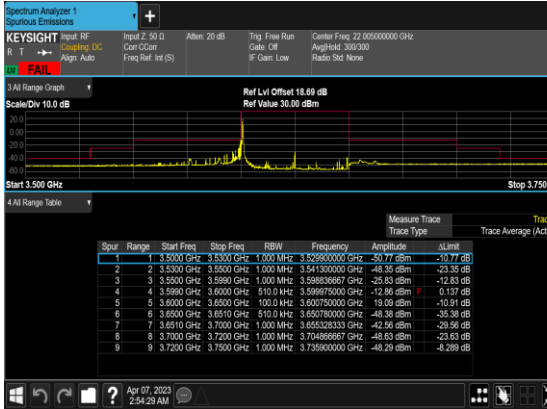 Spectrum Analyzer 1
Spurious Emissions
+
KEYSIGHT Input: RF Input Z: 50 Ω Atten: 20 dB Trig: Free Run Center Freq: 22.005000000 GHz
R T Coupling: DC Corr CCorr Gate: Off Avg|Hold: 300/300
Align: Auto Freq Ref: Int (S) IF Gain: Low Radio Std: None
FAIL
3 All Range Graph Ref Lvl Offset 18.69 dB
Scale/Div 10.0 dB Ref Value 30.00 dBm
20.0
0.00
-20.0
-40.0
-60.0
Start 3.500 GHz Stop 3.750
4 All Range Table
Measure Trace Trac
Trace Type Trace Average (Act
Spur Range Start Freq Stop Freq RBW Frequency Amplitude ΔLimit
1 1 3.5000 GHz 3.5300 GHz 1.000 MHz 3.529900000 GHz -50.77 dBm -10.77 dB
2 2 3.5300 GHz 3.5500 GHz 1.000 MHz 3.541300000 GHz -48.35 dBm -23.35 dB
3 3 3.5500 GHz 3.5990 GHz 1.000 MHz 3.598836667 GHz -25.83 dBm -12.83 dB
4 4 3.5990 GHz 3.6000 GHz 510.0 kHz 3.599975000 GHz -12.86 dBm F 0.137 dB
5 5 3.6000 GHz 3.6500 GHz 100.0 kHz 3.600750000 GHz 19.09 dBm -10.91 dB
6 6 3.6500 GHz 3.6510 GHz 510.0 kHz 3.650780000 GHz -48.38 dBm -35.38 dB
7 7 3.6510 GHz 3.7000 GHz 1.000 MHz 3.655328333 GHz -42.56 dBm -29.56 dB
8 8 3.7000 GHz 3.7200 GHz 1.000 MHz 3.704866667 GHz -48.63 dBm -23.63 dB
9 9 3.7200 GHz 3.7500 GHz 1.000 MHz 3.735900000 GHz -48.29 dBm -8.289 dB
? Apr 07, 2023
2:54:29 AM